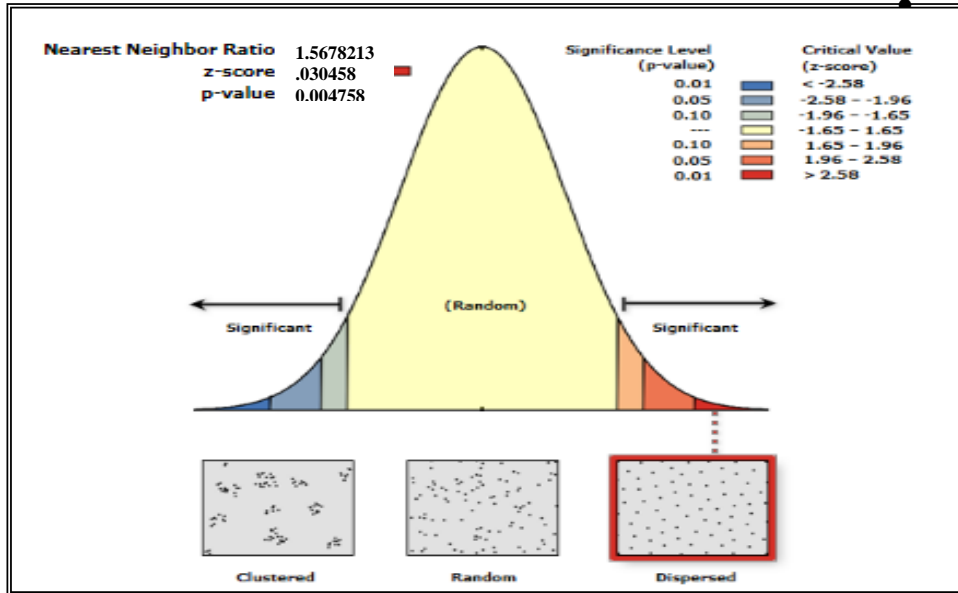 Nearest Neighbor Ratio 1.5678213
z-score .030458
p-value 0.004758
Significance Level
(p-value)
Critical Value
(z-score)
0.01 < -2.58
0.05 -2.58 - -1.96
0.10 -1.96 - -1.65
--- -1.65 - 1.65
0.10 1.65 - 1.96
0.05 1.96 - 2.58
0.01 > 2.58
(Random)
Significant
Significant
Clustered
Random
Dispersed